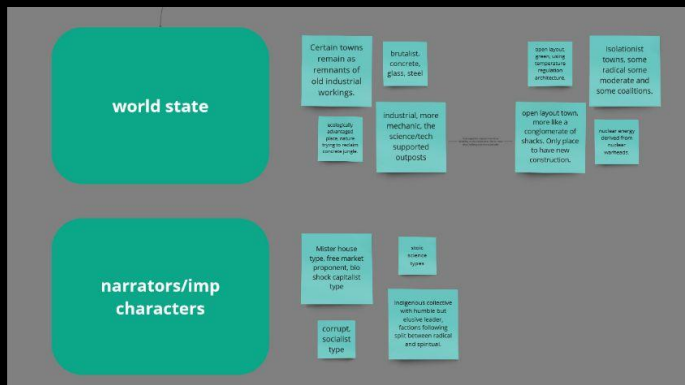 world state
Certain towns
remain as
remnants of
old industrial
workings.
brutalist,
concrete,
glass, steel
ecologically
advantaged
place, nature
trying to reclaim
concrete jungle.
industrial, more
mechanic, the
science/tech
supported
outposts
open layout,
green, using
temperature
regulation
architecture.
Isolationist
towns, some
radical some
moderate and
some coalitions.
open layout town,
more like a
conglomerate of
shacks. Only place
to have new
construction.
nuclear energy
derived from
nuclear
warheads.
narrators/imp
characters
Mister house
type, free market
proponent, bio
shock capitalist
type
stoic
science
types
corrupt,
socialist
type
Indigenous collective
with humble but
elusive leader,
factions following
split between radical
and spiritual.